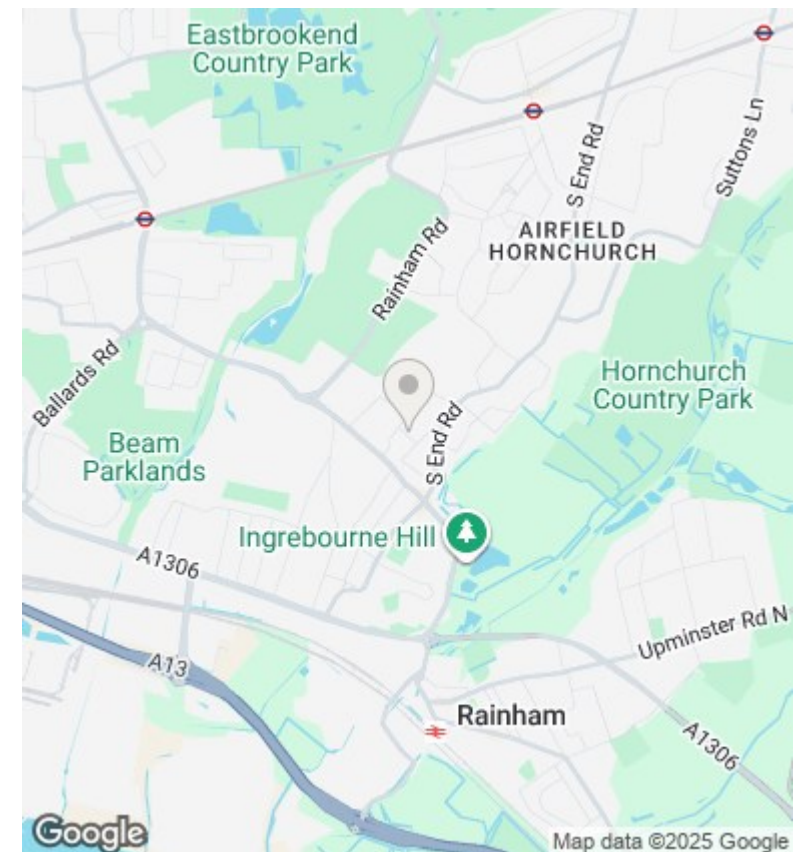 Eastbrookend
Country Park
Suttons Ln
S End Rd
AIRFIELD
HORNCHURCH
Rainham Rd
Ballards Rd
Hornchurch
Country Park
Beam
Parklands
S End Rd
Ingrebourne Hill
A1306
Upminster Rd N
A13
Rainham
A1306
Google
Map data ©2025 Google